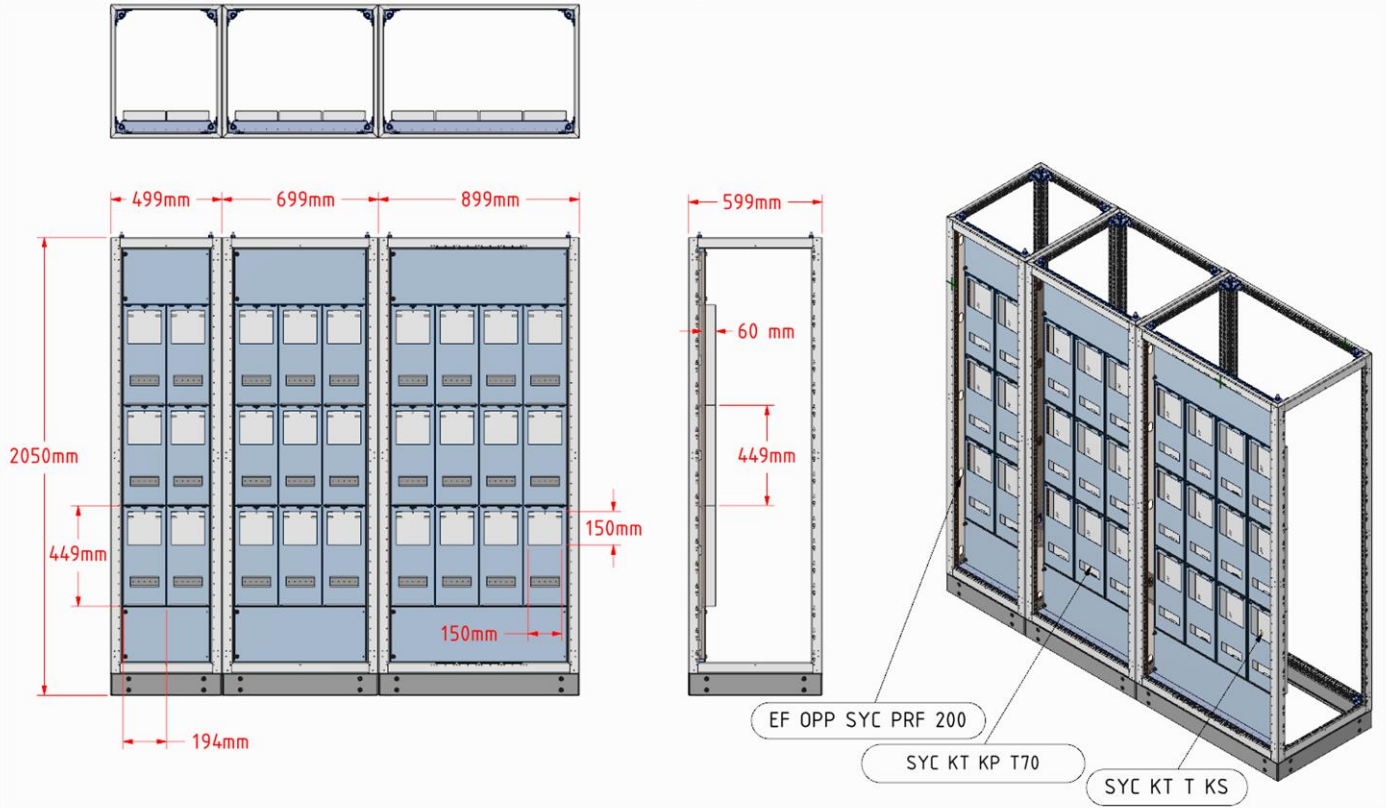 499mm
699mm
899mm
599mm
60 mm
2050mm
449mm
449mm
150mm
150mm
194mm
EF OPP SYC PRF 200
SYC KT KP T70
SYC KT T KS